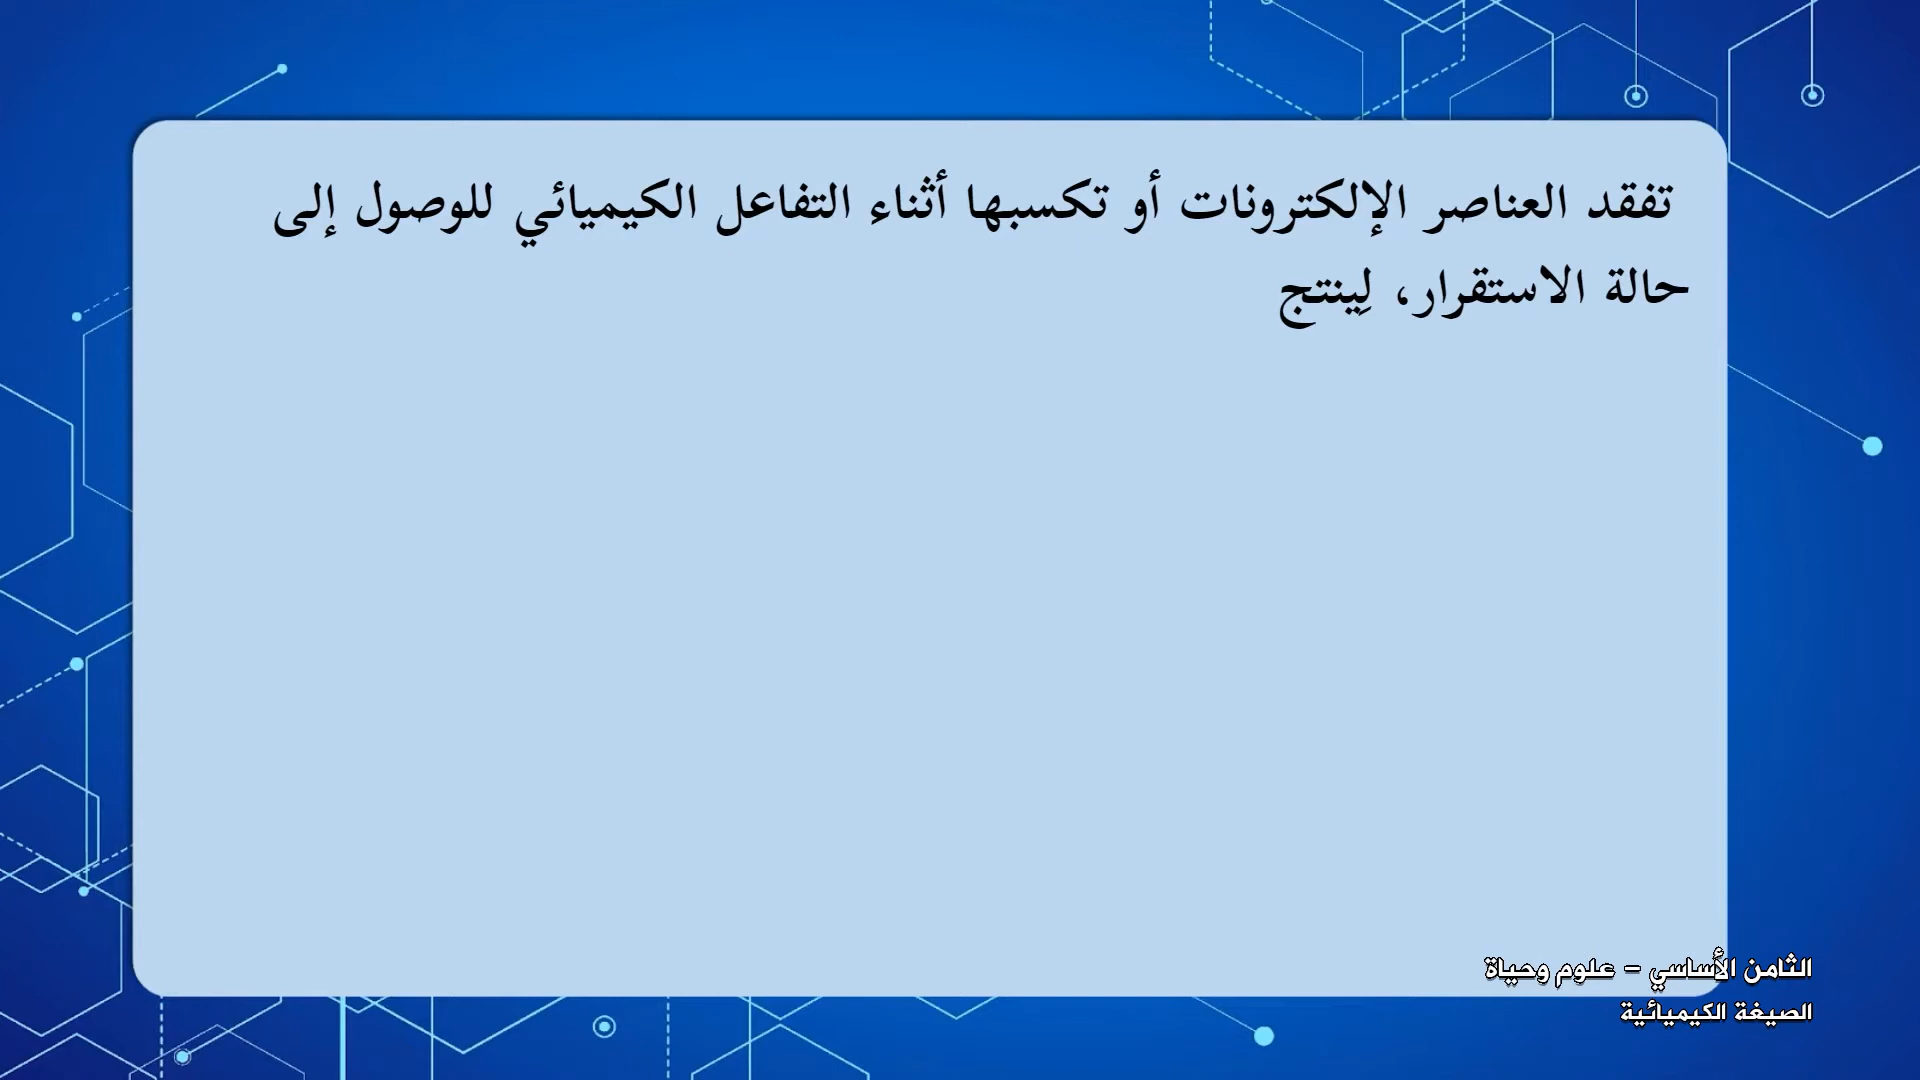 تفقد العناصر الإلكترونات أو تكسبها أثناء التفاعل الكيميائي للوصول إلى
حالة الاستقرار، لِينتج
الثامن الأساسي - علوم وحياة
الصيغة الكيميائية